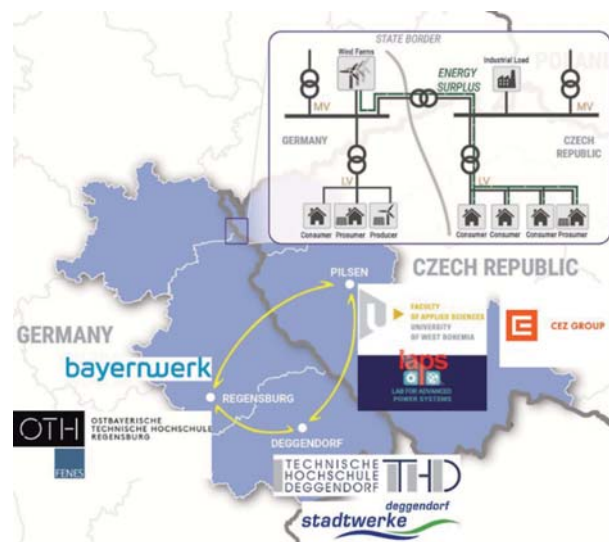 STATE BORDER
Wind Farms
Industrial Load
ENERGY
SURPLUS
MV
MV
GERMANY
CZECH
REPUBLIC
LV
LV
Consumer Prosumer Producer
Consumer Consumer Consumer Prosumer
PILSEN
CZECH REPUBLIC
FACULTY
OF APPLIED SCIENCES
UNIVERSITY
OF WEST BOHEMIA
CEZ GROUP
GERMANY
bayernwerk
laps
LAB FOR ADVANCED
POWER SYSTEMS
REGENSBURG
OTH
OSTBAYERISCHE
TECHNISCHE HOCHSCHULE
REGENSBURG
FENES
DEGGENDORF
TECHNISCHE
HOCHSCHULE
DEGGENDORF
THD
deggendorf
stadtwerke